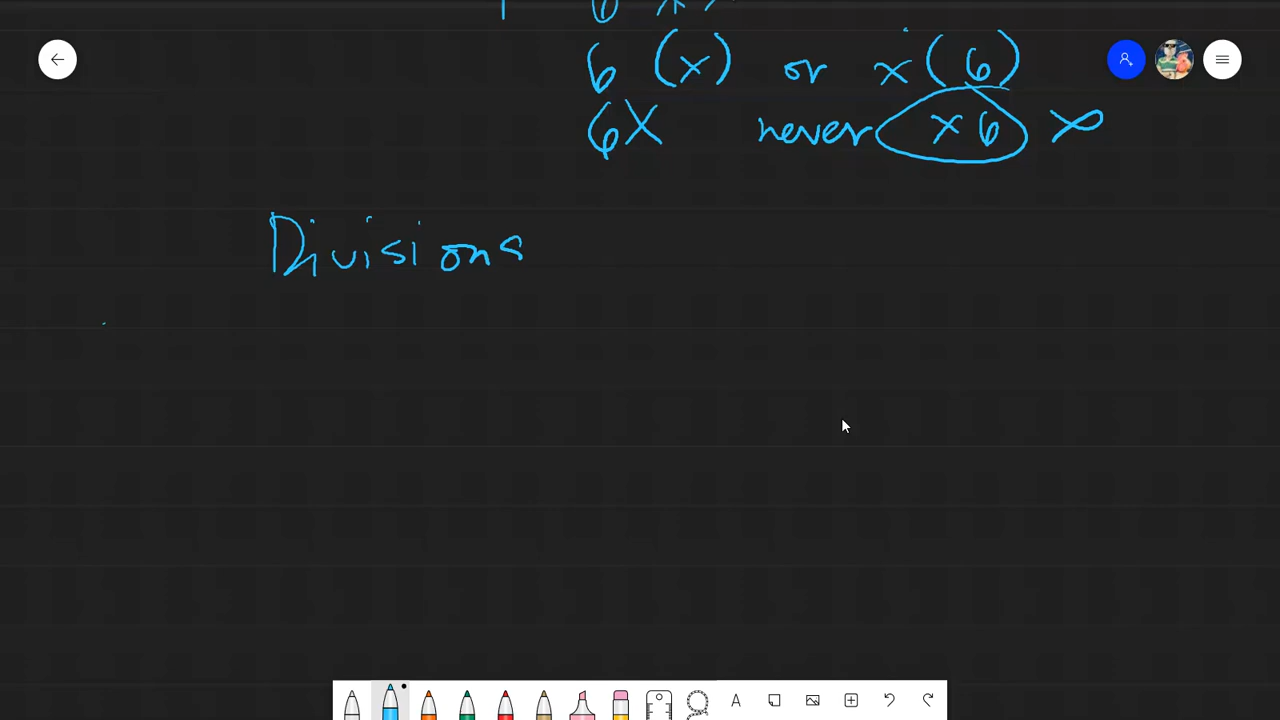 6 (x) or x (6)
6x never x6 x
Divisions
A